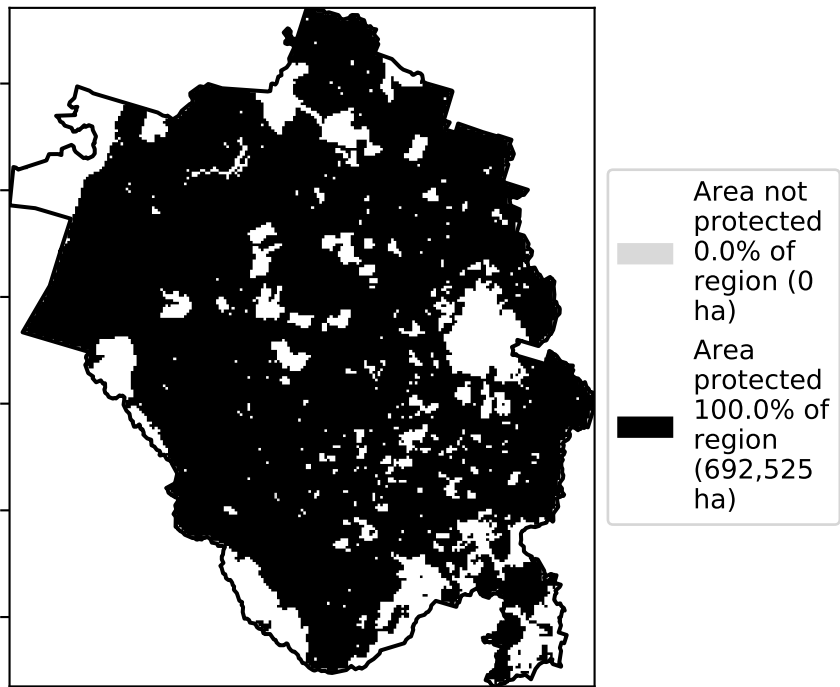 Area not
protected
0.0% of
region (0
ha)
Area
protected
100.0% of
region
(692,525
ha)